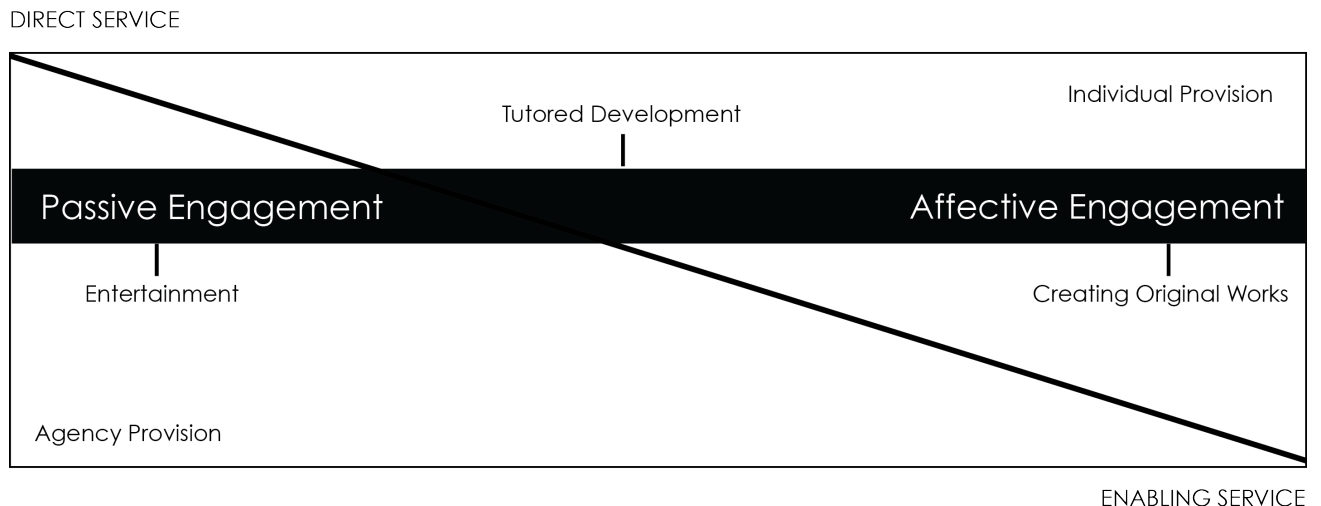 DIRECT SERVICE
Individual Provision
Tutored Development
Passive Engagement
Affective Engagement
Entertainment
Creating Original Works
Agency Provision
ENABLING SERVICE